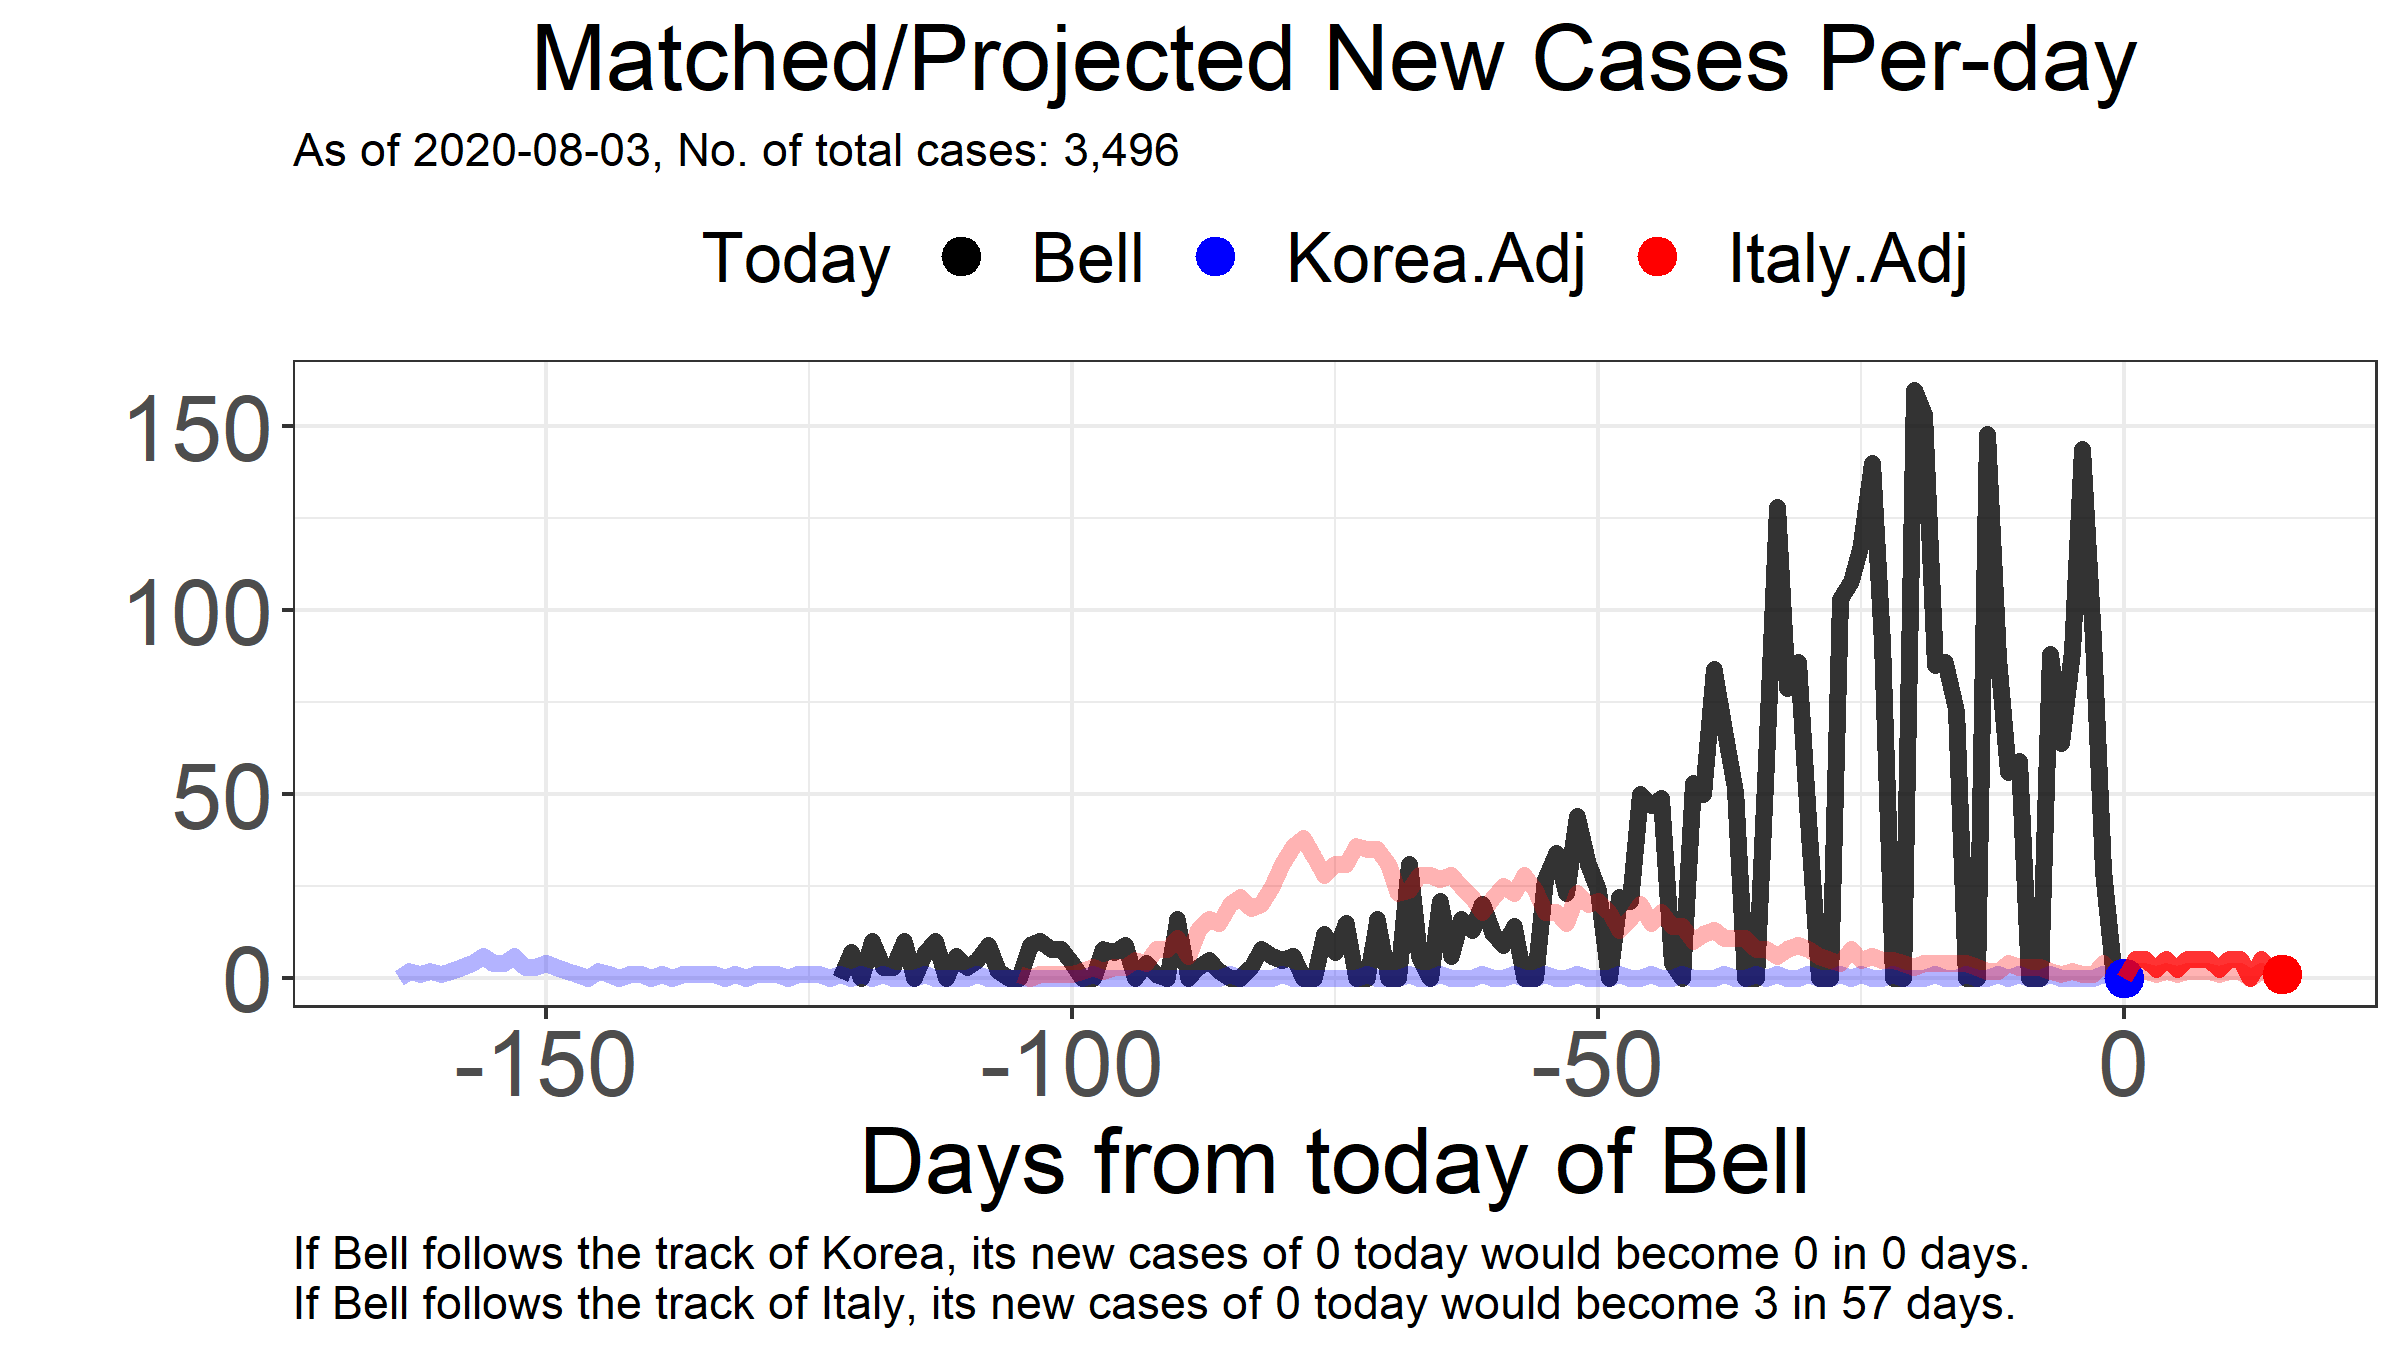 Matched/Projected New Cases Per-day
As of 2020-08-03, No. of total cases: 3,496
Today Bell Korea.Adj Italy.Adj
150
100
50
0
-150 -100 -50 0
Days from today of Bell
If Bell follows the track of Korea, its new cases of 0 today would become 0 in 0 days.
If Bell follows the track of Italy, its new cases of 0 today would become 3 in 57 days.